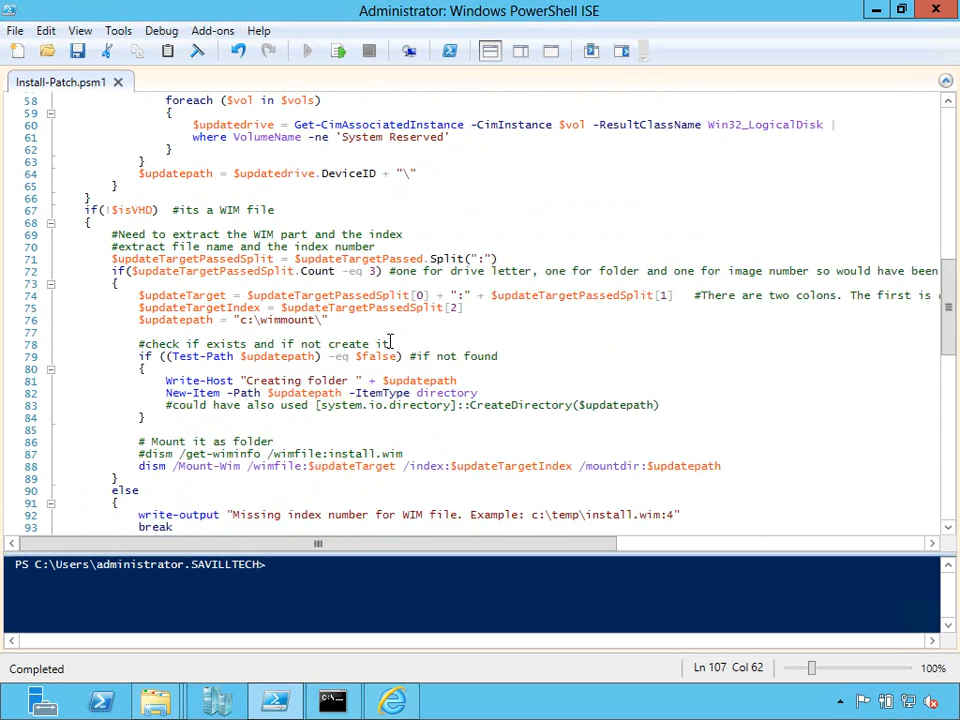 Administrator: Windows PowerShell ISE
File Edit View Tools Debug Add-ons Help
Install-Patch.psm1
58 foreach ($vol in $vols)
59 {
60 $updatedrive = Get-CimAssociatedInstance -CimInstance $vol -ResultClassName Win32_LogicalDisk |
61 where VolumeName -ne 'System Reserved'
62 }
63 }
64 $updatepath = $updatedrive.DeviceID + "\"
65 }
66 }
67 if(!$isVHD) #its a WIM file
68 {
69 #Need to extract the WIM part and the index
70 #extract file name and the index number
71 $updateTargetPassedSplit = $updateTargetPassed.Split(":")
72 if($updateTargetPassedSplit.Count -eq 3) #one for drive letter, one for folder and one for image number so would have been
73 {
74 $updateTarget = $updateTargetPassedSplit[0] + ":" + $updateTargetPassedSplit[1] #There are two colons. The first is
75 $updateTargetIndex = $updateTargetPassedSplit[2]
76 $updatepath = "c:\wimmount\"
77
78 #check if exists and if not create it
79 if ((Test-Path $updatepath) -eq $false) #if not found
80 {
81 Write-Host "Creating folder " + $updatepath
82 New-Item -Path $updatepath -ItemType directory
83 #could have also used [system.io.directory]::CreateDirectory($updatepath)
84 }
85
86 # Mount it as folder
87 #dism /get-wiminfo /wimfile:install.wim
88 dism /Mount-Wim /wimfile:$updateTarget /index:$updateTargetIndex /mountdir:$updatepath
89 }
90 else
91 {
92 write-output "Missing index number for WIM file. Example: c:\temp\install.wim:4"
93 break
PS C:\Users\administrator.SAVILLTECH>
Completed Ln 107 Col 62 100%